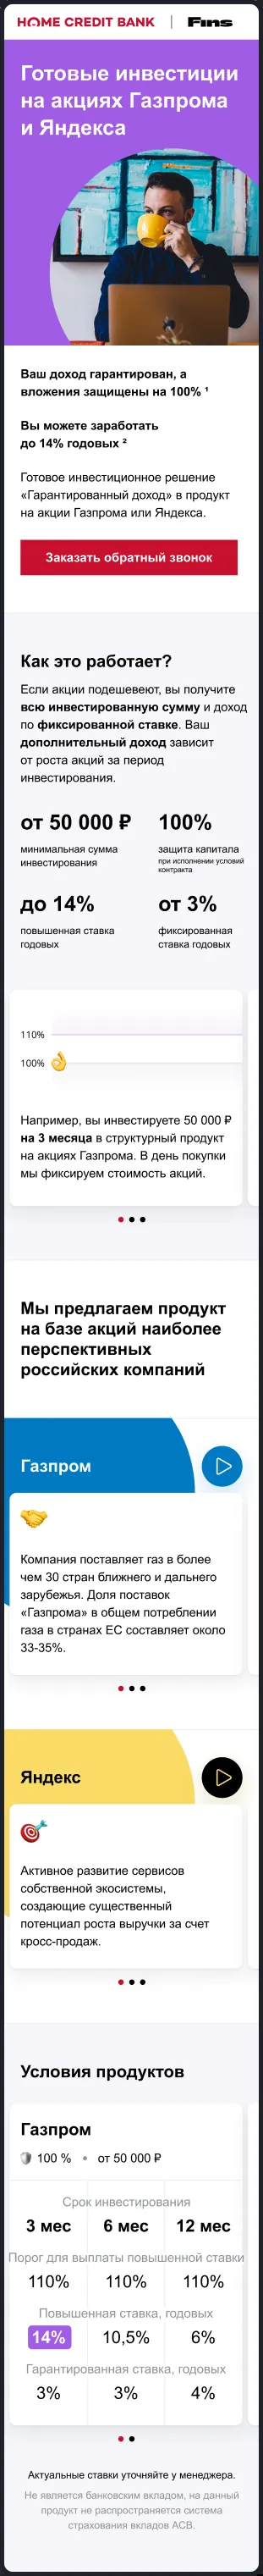 HOME CREDIT BANK | Fins
Готовые инвестиции
на акциях Газпрома
и Яндекса
Ваш доход гарантирован, а
вложения защищены на 100% ¹
Вы можете заработать
до 14% годовых ²
Готовое инвестиционное решение
«Гарантированный доход» в продукт
на акции Газпрома или Яндекса.
Заказать обратный звонок
Как это работает?
Если акции подешевеют, вы получите
всю инвестированную сумму и доход
по фиксированной ставке. Ваш
дополнительный доход зависит
от роста акций за период
инвестирования.
от 50 000 ₽
минимальная сумма
инвестирования
100%
защита капитала
при исполнении условий
контракта
до 14%
повышенная ставка
годовых
от 3%
фиксированная
ставка годовых
110%
100%
Например, вы инвестируете 50 000 ₽
на 3 месяца в структурный продукт
на акциях Газпрома. В день покупки
мы фиксируем стоимость акций.
Мы предлагаем продукт
на базе акций наиболее
перспективных
российских компаний
Газпром
Компания поставляет газ в более
чем 30 стран ближнего и дальнего
зарубежья. Доля поставок
«Газпрома» в общем потреблении
газа в странах ЕС составляет около
33-35%.
Яндекс
Активное развитие сервисов
собственной экосистемы,
создающие существенный
потенциал роста выручки за счет
кросс-продаж.
Условия продуктов
Газпром
100 % • от 50 000 ₽
Срок инвестирования
3 мес 6 мес 12 мес
Порог для выплаты повышенной ставки
110% 110% 110%
Повышенная ставка, годовых
14% 10,5% 6%
Гарантированная ставка, годовых
3% 3% 4%
Актуальные ставки уточняйте у менеджера.
Не является банковским вкладом, на данный
продукт не распространяется система
страхования вкладов АСВ.